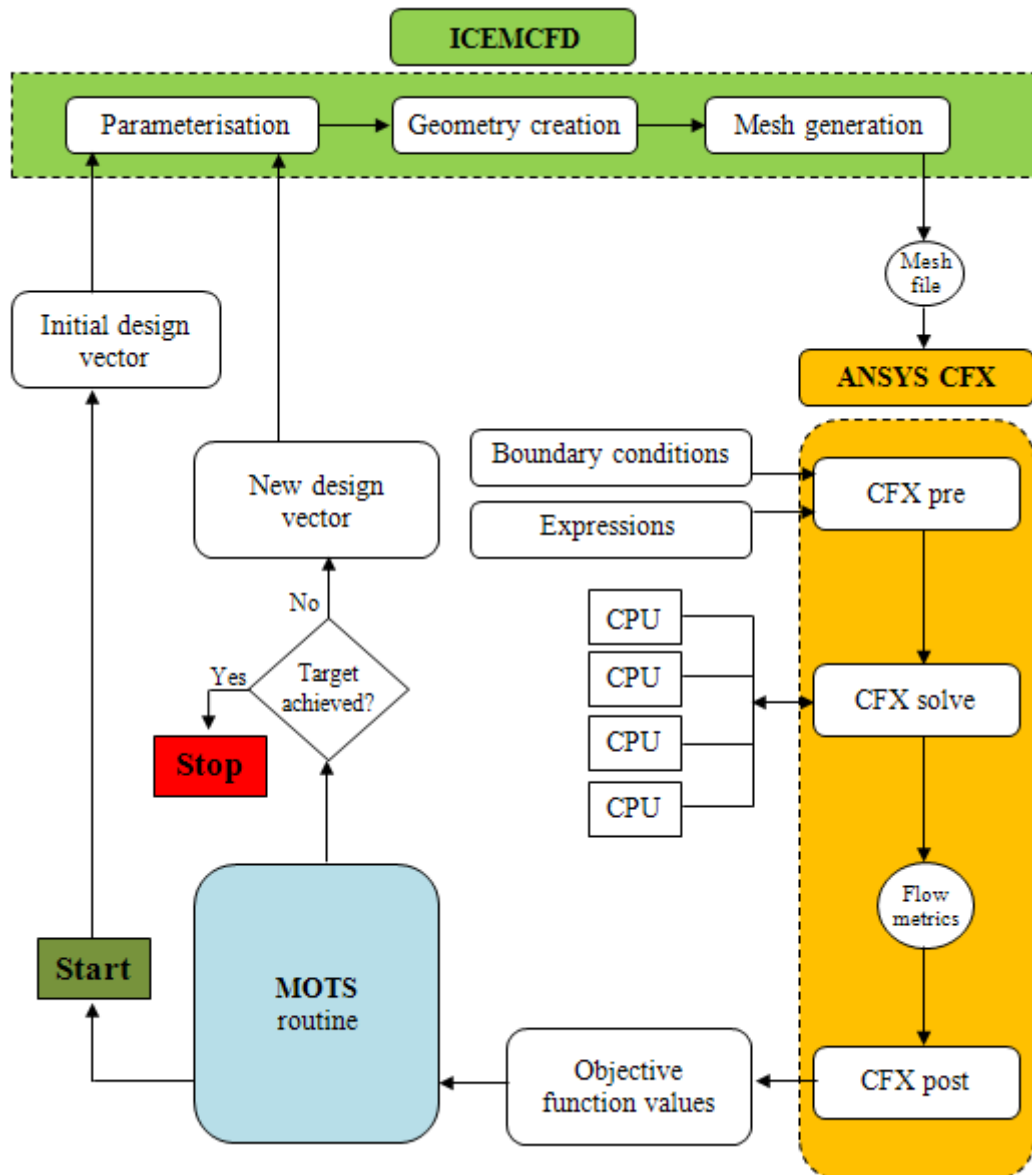 ICEMCFD
Parameterisation
Geometry creation
Mesh generation
Mesh
file
Initial design
vector
ANSYS CFX
New design
vector
Boundary conditions
Expressions
CFX pre
No
CPU
CPU
CPU
CPU
Yes
Target
achieved?
CFX solve
Stop
Flow
metrics
Start
MOTS
routine
Objective
function values
CFX post